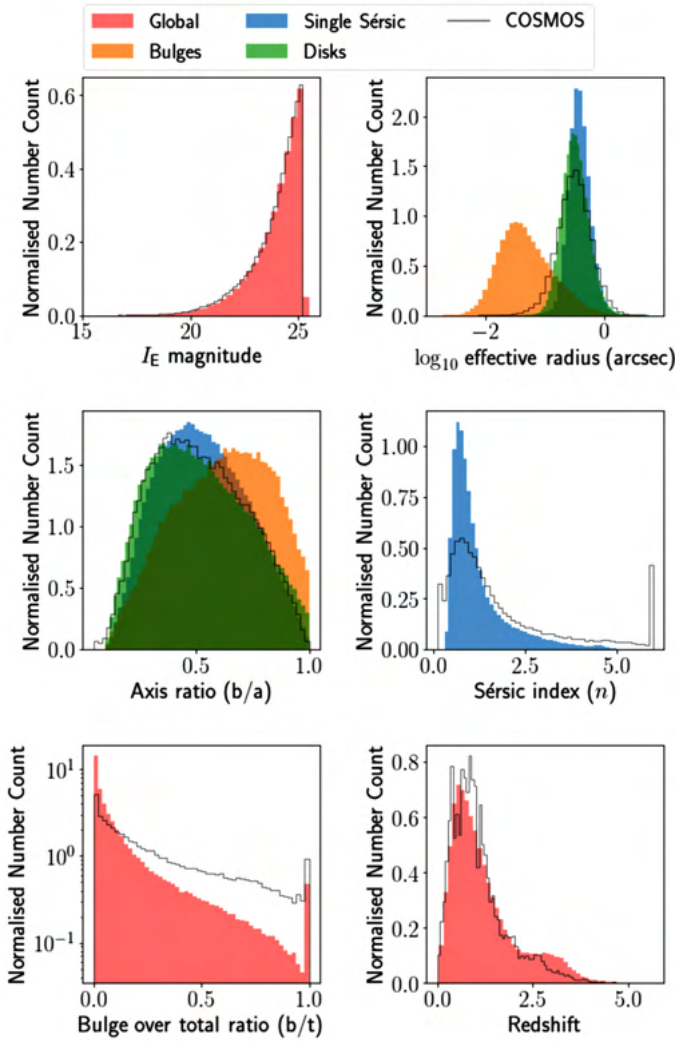 Global Single Sérsic COSMOS
Bulges Disks
Normalised Number Count
0.6
0.4
0.2
0.0
15 20 25
I_E magnitude
Normalised Number Count
2.0
1.5
1.0
0.5
0.0
−2 0
log₁₀ effective radius (arcsec)
Normalised Number Count
1.5
1.0
0.5
0.0
0.5 1.0
Axis ratio (b/a)
Normalised Number Count
1.00
0.75
0.50
0.25
0.00
0.0 2.5 5.0
Sérsic index (n)
Normalised Number Count
10¹
10⁰
10⁻¹
0.0 0.5 1.0
Bulge over total ratio (b/t)
Normalised Number Count
0.8
0.6
0.4
0.2
0.0
0.0 2.5 5.0
Redshift